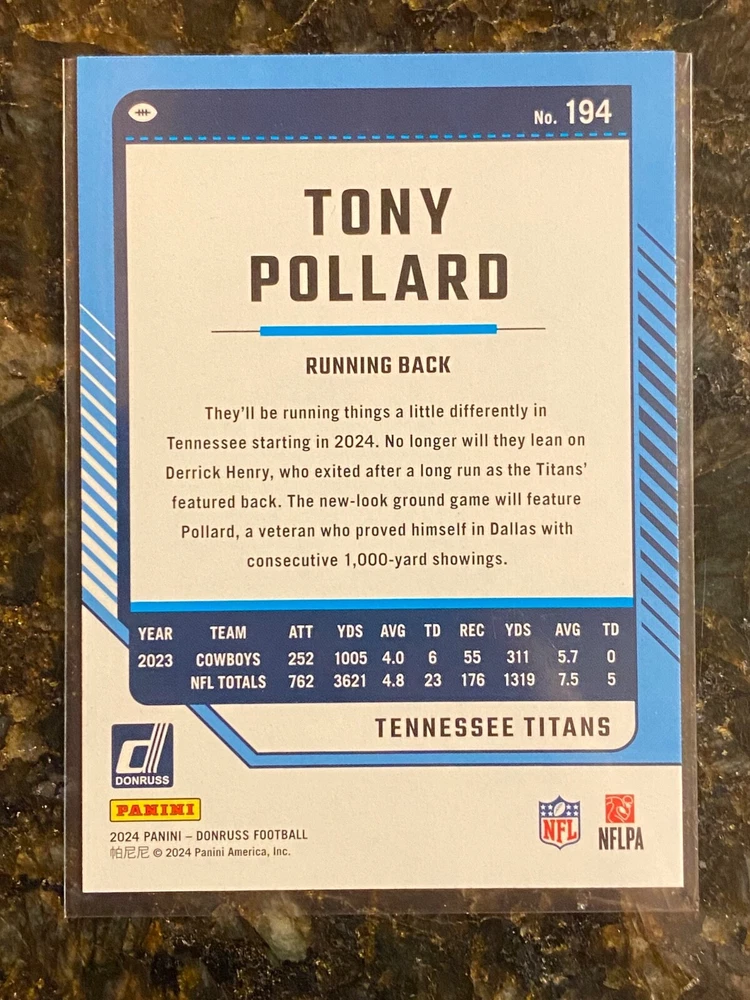 No. 194
TONY
POLLARD
RUNNING BACK
They'll be running things a little differently in
Tennessee starting in 2024. No longer will they lean on
Derrick Henry, who exited after a long run as the Titans'
featured back. The new-look ground game will feature
Pollard, a veteran who proved himself in Dallas with
consecutive 1,000-yard showings.
YEAR TEAM ATT YDS AVG TD REC YDS AVG TD
2023 COWBOYS 252 1005 4.0 6 55 311 5.7 0
NFL TOTALS 762 3621 4.8 23 176 1319 7.5 5
TENNESSEE TITANS
d
DONRUSS
PANINI
2024 PANINI – DONRUSS FOOTBALL
帕尼尼 © 2024 Panini America, Inc.
NFL
NFLPA